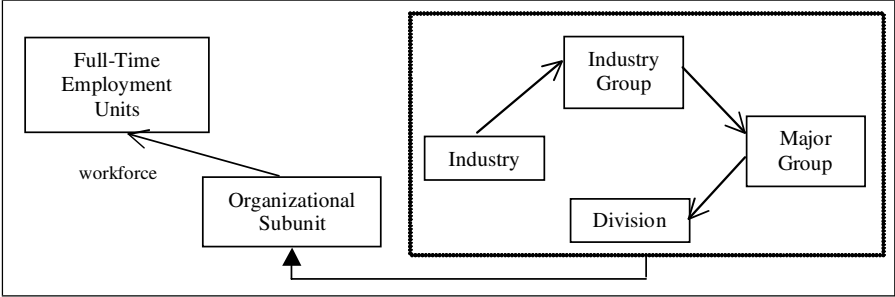 Full-Time
Employment
Units
workforce
Organizational
Subunit
Industry
Group
Industry
Major
Group
Division